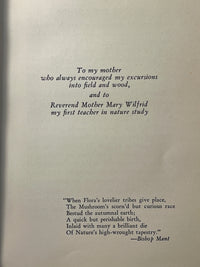 To my mother
who always encouraged my excursions
into field and wood,
and to
Reverend Mother Mary Wilfrid
my first teacher in nature study
"When Flora's lovelier tribes give place,
The Mushroom's scorn'd but curious race
Bestud the autumnal earth;
A quick but perishable birth,
Inlaid with many a brilliant die
Of Nature's high-wrought tapestry."
—Bishop Mant